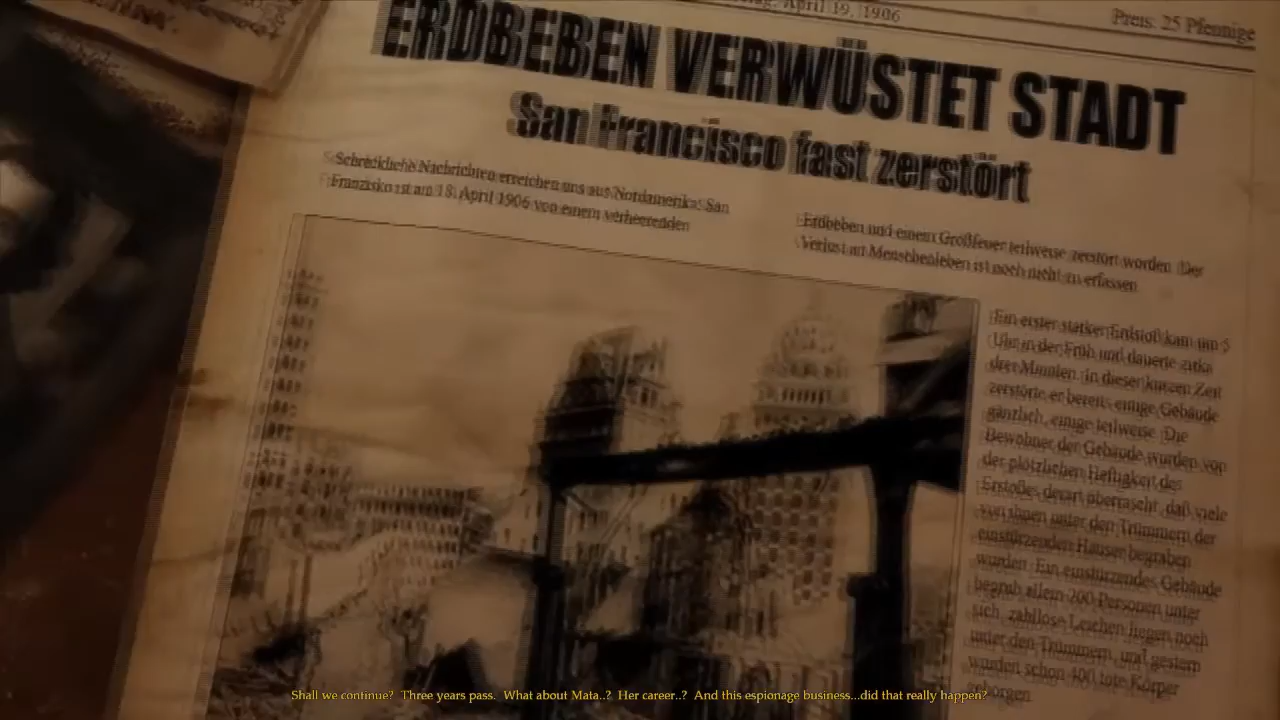 April 19, 1906
Preis: 25 Pfennige
ERDBEBEN VERWÜSTET STADT
San Francisco fast zerstört
Schreckliche Nachrichten erreichen uns aus Nordamerika: San
Franzisko ist am 18. April 1906 von einem verheerenden
Erdbeben und einem Großfeuer teilweise zerstört worden. Der
Verlust an Menschenleben ist noch nicht zu erfassen.
Ein erster starker Erdstoß kam um 5
Uhr in der Früh und dauerte zirka
drei Minuten. In dieser kurzen Zeit
zerstörte er bereits einige Gebäude
gänzlich, einige teilweise. Die
Bewohner der Gebäude wurden von
der plötzlichen Heftigkeit des
Erstoßes derart überrascht, daß viele
von ihnen unter den Trümmern der
einstürzenden Häuser begraben
wurden. Ein einstürzendes Gebäude
begrub allein 200 Personen unter
sich, zahllose Leichen liegen noch
unter den Trümmern, und gestern
wurden schon 400 tote Körper
geborgen.
Shall we continue? Three years pass. What about Mata..? Her career..? And this espionage business...did that really happen?